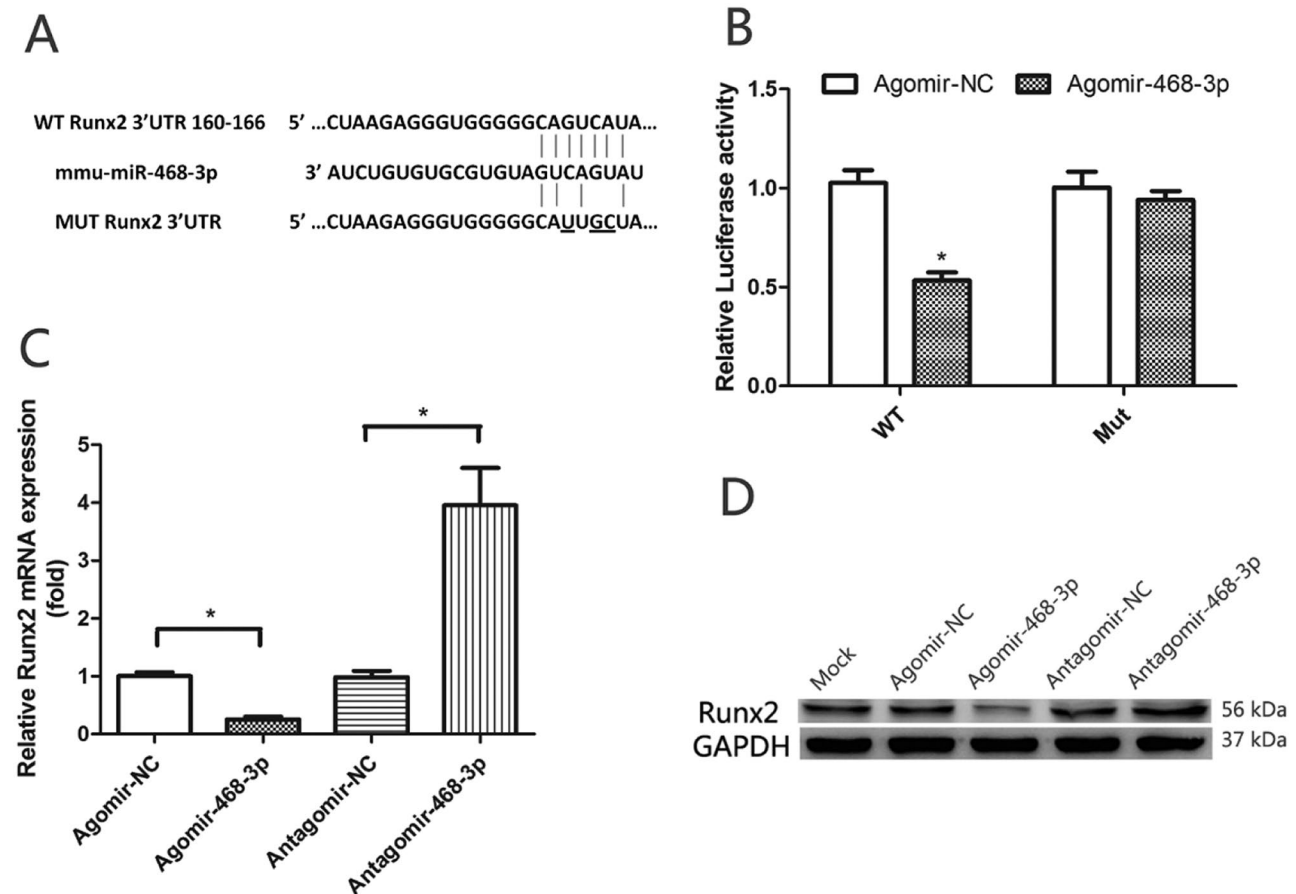 A
WT Runx2 3'UTR 160-166 5' ...CUAAGAGGGUGGGGGCAGUCAUA...
mmu-miR-468-3p 3' AUCUGUGUGCGUGUAGUCAGUAU
MUT Runx2 3'UTR 5' ...CUAAGAGGGUGGGGGCAUUGCUA...
B
Agomir-NC Agomir-468-3p
Relative Luciferase activity
1.5
1.0
*
0.5
0.0
WT Mut
C
Relative Runx2 mRNA expression
(fold)
*
5
4
3
2
*
1
0
Agomir-NC Agomir-468-3p Antagomir-NC Antagomir-468-3p
D
Mock Agomir-NC Agomir-468-3p Antagomir-NC Antagomir-468-3p
Runx2 56 kDa
GAPDH 37 kDa